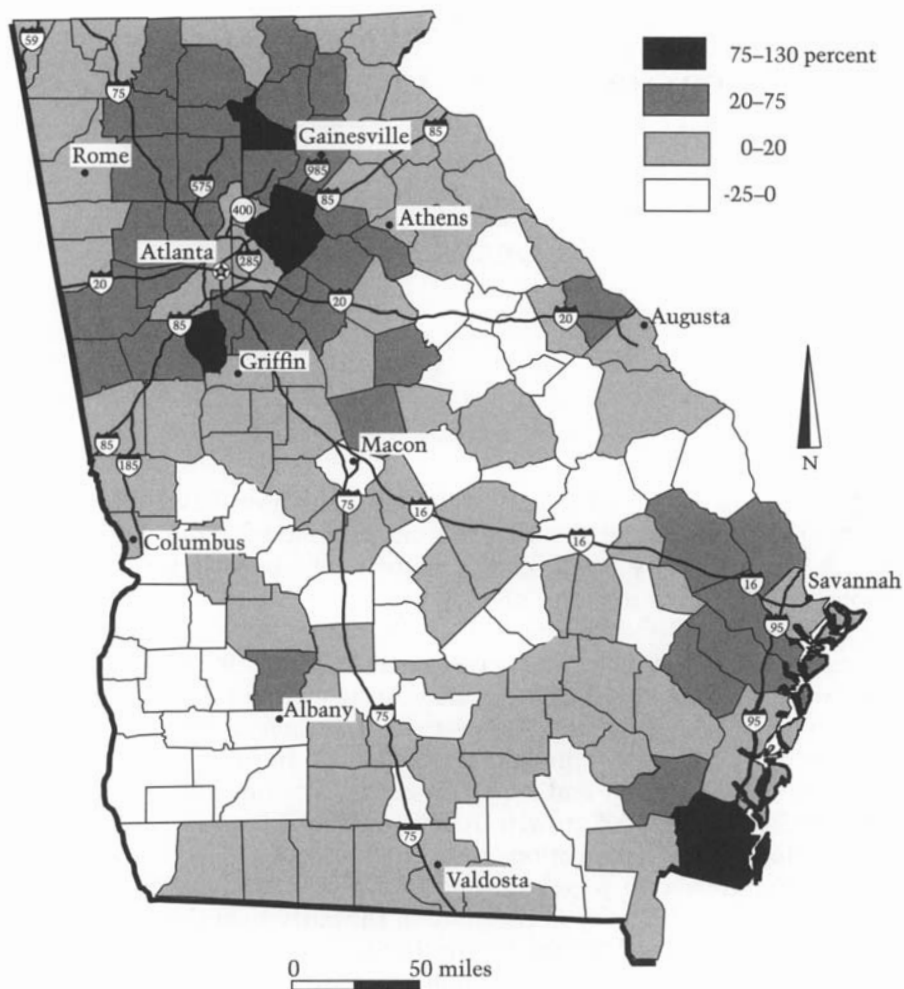 75–130 percent
20–75
0–20
-25–0
59
75
Gainesville
85
Rome
575
985
85
400
Athens
Atlanta
285
20
20
20
Augusta
85
Griffin
N
85
185
Macon
75
16
Columbus
16
16
Savannah
95
Albany
75
95
75
Valdosta
0 50 miles